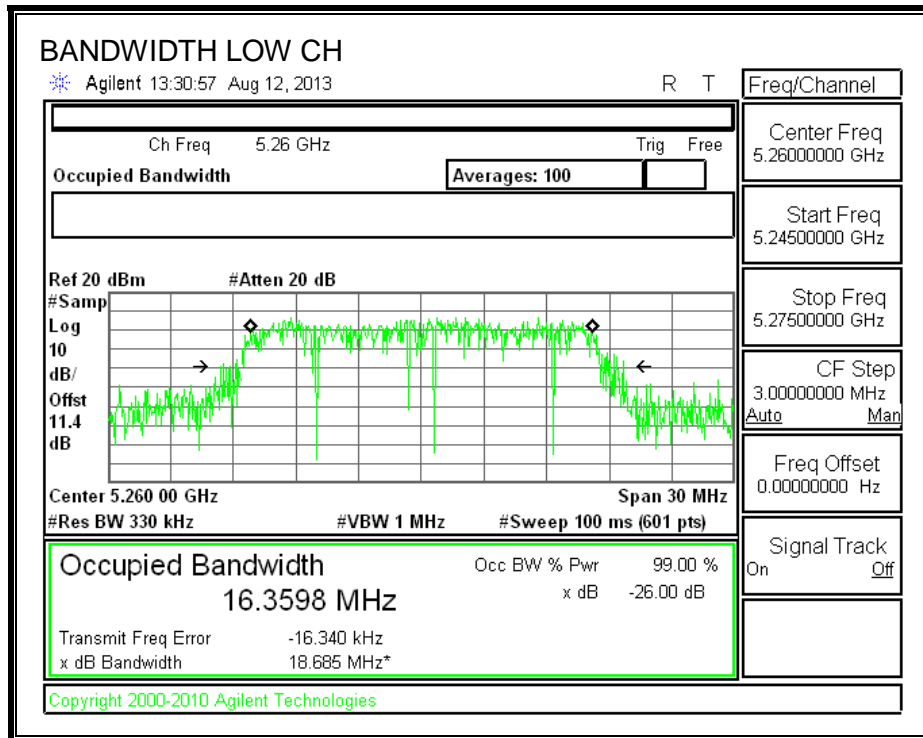 BANDWIDTH LOW CH
Agilent 13:30:57 Aug 12, 2013 R T
Freq/Channel
Ch Freq 5.26 GHz Trig Free
Occupied Bandwidth Averages: 100
Center Freq
5.26000000 GHz
Start Freq
5.24500000 GHz
Stop Freq
5.27500000 GHz
CF Step
3.00000000 MHz
Auto Man
Freq Offset
0.00000000 Hz
Signal Track
On Off
Ref 20 dBm #Atten 20 dB
#Samp
Log
10
dB/
Offst
11.4
dB
Center 5.260 00 GHz Span 30 MHz
#Res BW 330 kHz #VBW 1 MHz #Sweep 100 ms (601 pts)
Occupied Bandwidth
16.3598 MHz
Occ BW % Pwr 99.00 %
x dB -26.00 dB
Transmit Freq Error -16.340 kHz
x dB Bandwidth 18.685 MHz*
Copyright 2000-2010 Agilent Technologies